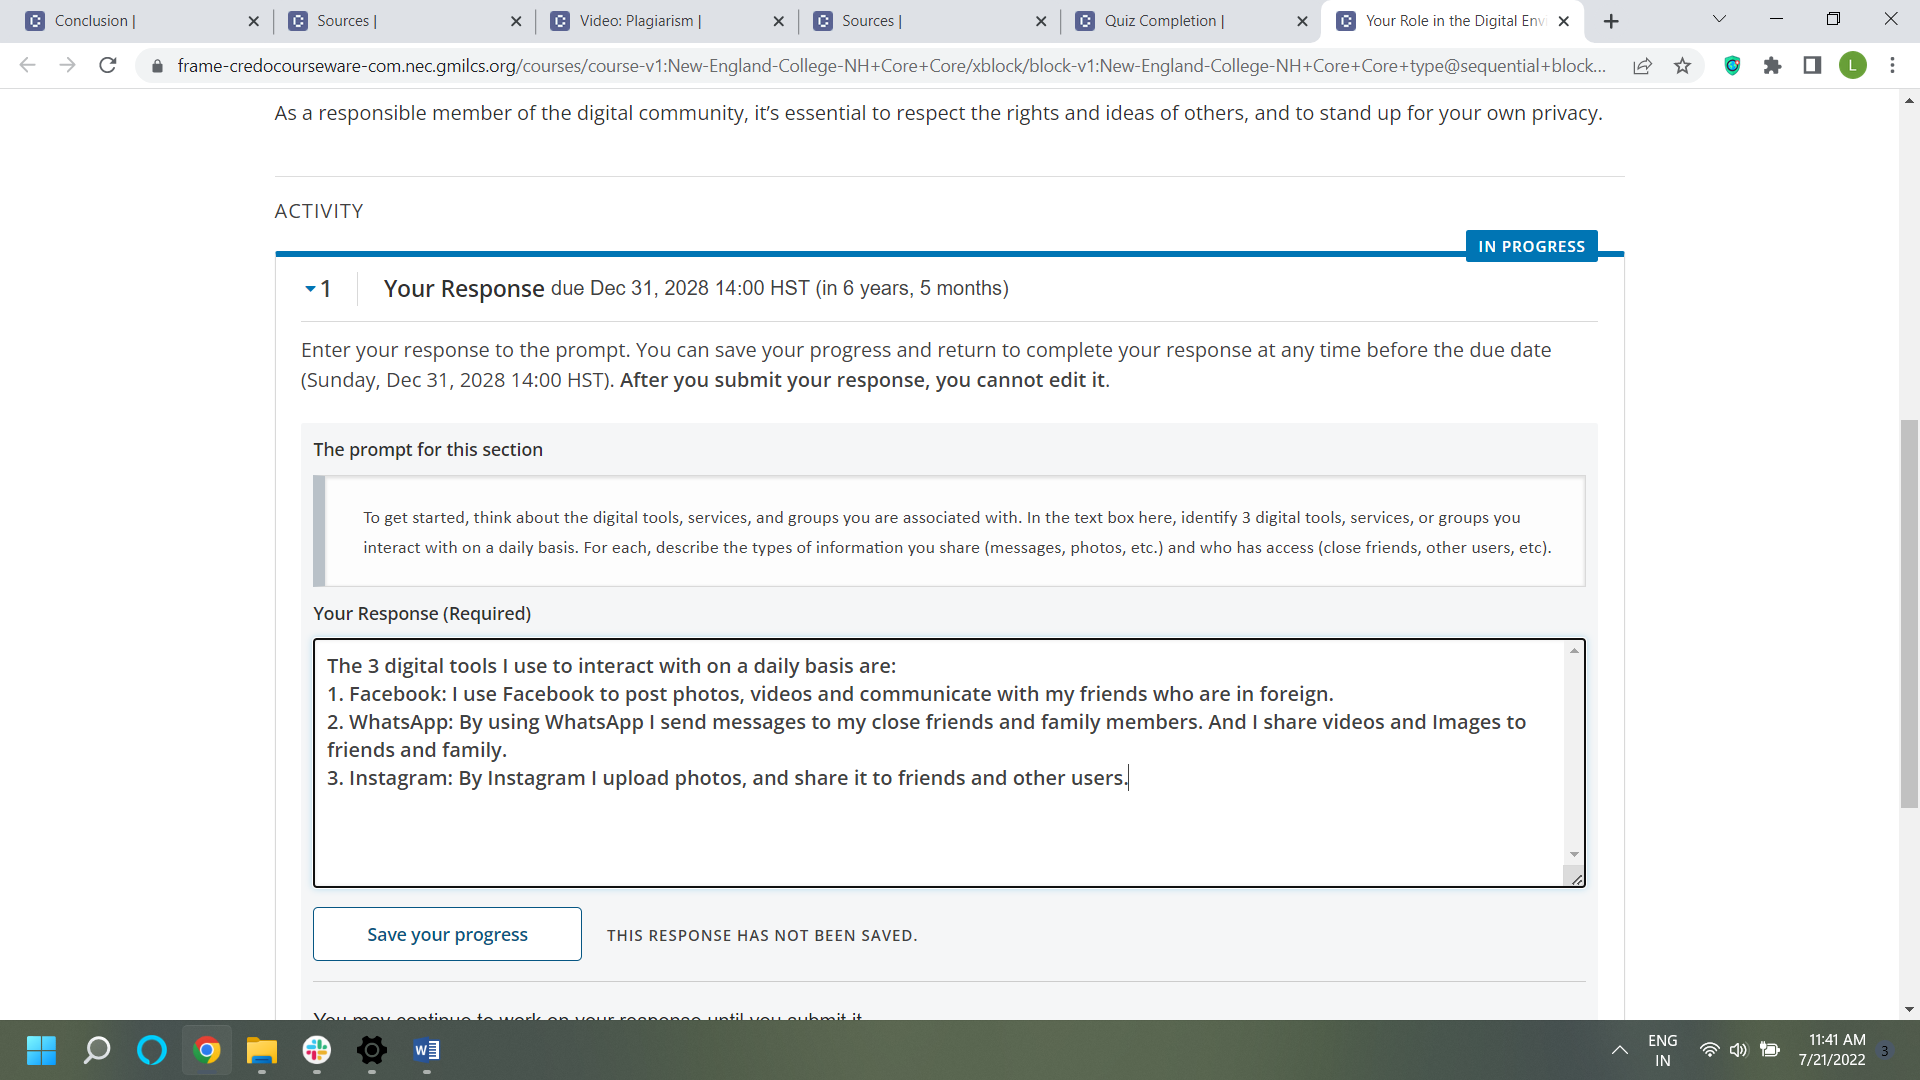 Conclusion |
Sources |
Video: Plagiarism |
Sources |
Quiz Completion |
Your Role in the Digital Envi
frame-credocourseware-com.nec.gmilcs.org/courses/course-v1:New-England-College-NH+Core+Core/xblock/block-v1:New-England-College-NH+Core+Core+type@sequential+block...
L
As a responsible member of the digital community, it’s essential to respect the rights and ideas of others, and to stand up for your own privacy.
ACTIVITY
IN PROGRESS
1 Your Response due Dec 31, 2028 14:00 HST (in 6 years, 5 months)
Enter your response to the prompt. You can save your progress and return to complete your response at any time before the due date
(Sunday, Dec 31, 2028 14:00 HST). After you submit your response, you cannot edit it.
The prompt for this section
To get started, think about the digital tools, services, and groups you are associated with. In the text box here, identify 3 digital tools, services, or groups you
interact with on a daily basis. For each, describe the types of information you share (messages, photos, etc.) and who has access (close friends, other users, etc).
Your Response (Required)
The 3 digital tools I use to interact with on a daily basis are:
1. Facebook: I use Facebook to post photos, videos and communicate with my friends who are in foreign.
2. WhatsApp: By using WhatsApp I send messages to my close friends and family members. And I share videos and Images to
friends and family.
3. Instagram: By Instagram I upload photos, and share it to friends and other users.
Save your progress
THIS RESPONSE HAS NOT BEEN SAVED.
You may continue to work on your response until you submit it.
ENG
IN
11:41 AM
7/21/2022
3